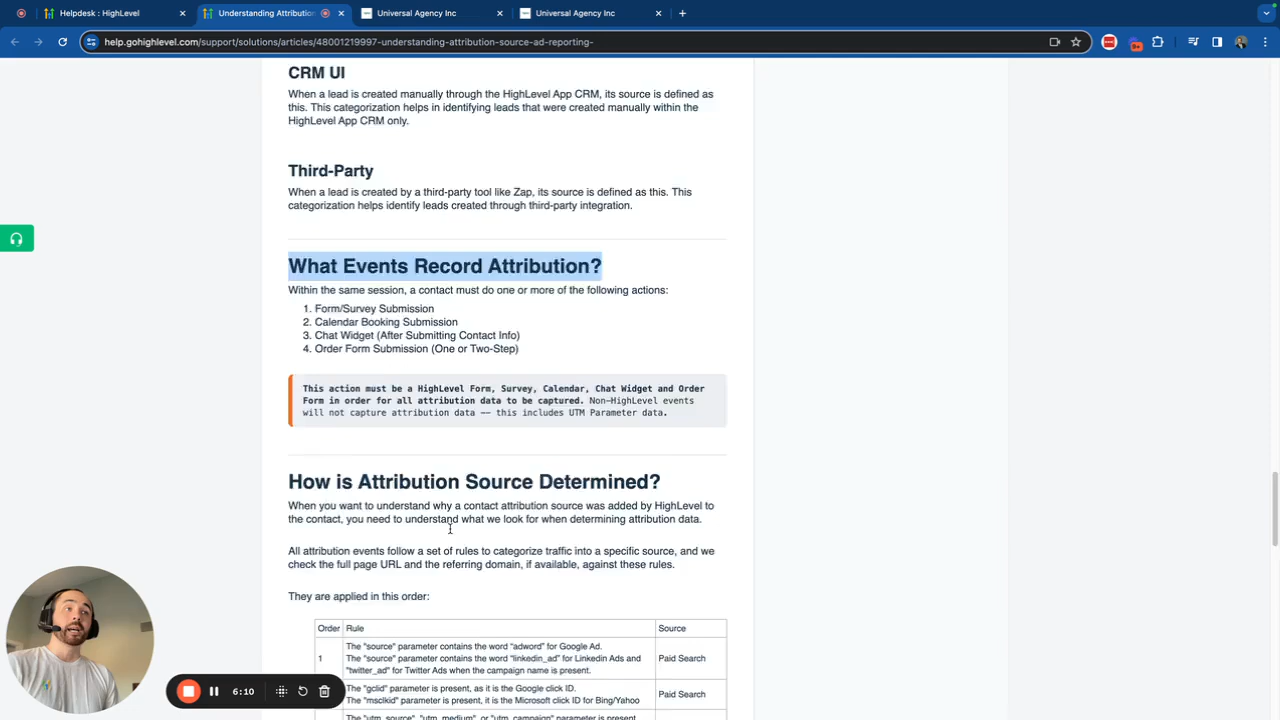 Helpdesk : HighLevel
Understanding Attribution
Universal Agency Inc
Universal Agency Inc
help.gohighlevel.com/support/solutions/articles/48001219997-understanding-attribution-source-ad-reporting-
CRM UI
When a lead is created manually through the HighLevel App CRM, its source is defined as
this. This categorization helps in identifying leads that were created manually within the
HighLevel App CRM only.
Third-Party
When a lead is created by a third-party tool like Zap, its source is defined as this. This
categorization helps identify leads created through third-party integration.
What Events Record Attribution?
Within the same session, a contact must do one or more of the following actions:
1. Form/Survey Submission
2. Calendar Booking Submission
3. Chat Widget (After Submitting Contact Info)
4. Order Form Submission (One or Two-Step)
This action must be a HighLevel Form, Survey, Calendar, Chat Widget and Order
Form in order for all attribution data to be captured. Non-HighLevel events
will not capture attribution data –– this includes UTM Parameter data.
How is Attribution Source Determined?
When you want to understand why a contact attribution source was added by HighLevel to
the contact, you need to understand what we look for when determining attribution data.
All attribution events follow a set of rules to categorize traffic into a specific source, and we
check the full page URL and the referring domain, if available, against these rules.
They are applied in this order:
Order Rule Source
The "source" parameter contains the word "adword" for Google Ad.
1 The "source" parameter contains the word "linkedin_ad" for Linkedin Ads and Paid Search
"twitter_ad" for Twitter Ads when the campaign name is present.
The "gclid" parameter is present, as it is the Google click ID.
Paid Search
The "msclkid" parameter is present, it is the Microsoft click ID for Bing/Yahoo
The "utm_source", "utm_medium", or "utm_campaign" parameter is present
6:10